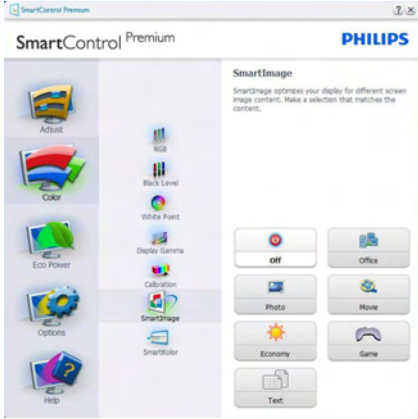 SmartControl Premium
SmartControl Premium
PHILIPS
Adjust
Color
Eco Power
Options
Help
RGB
Black Level
White Point
Display Gamma
Calibration
SmartImage
SmartKolor
SmartImage
SmartImage optimizes your display for different screen
image content. Make a selection that matches the
content.
Off
Office
Photo
Movie
Economy
Game
Text